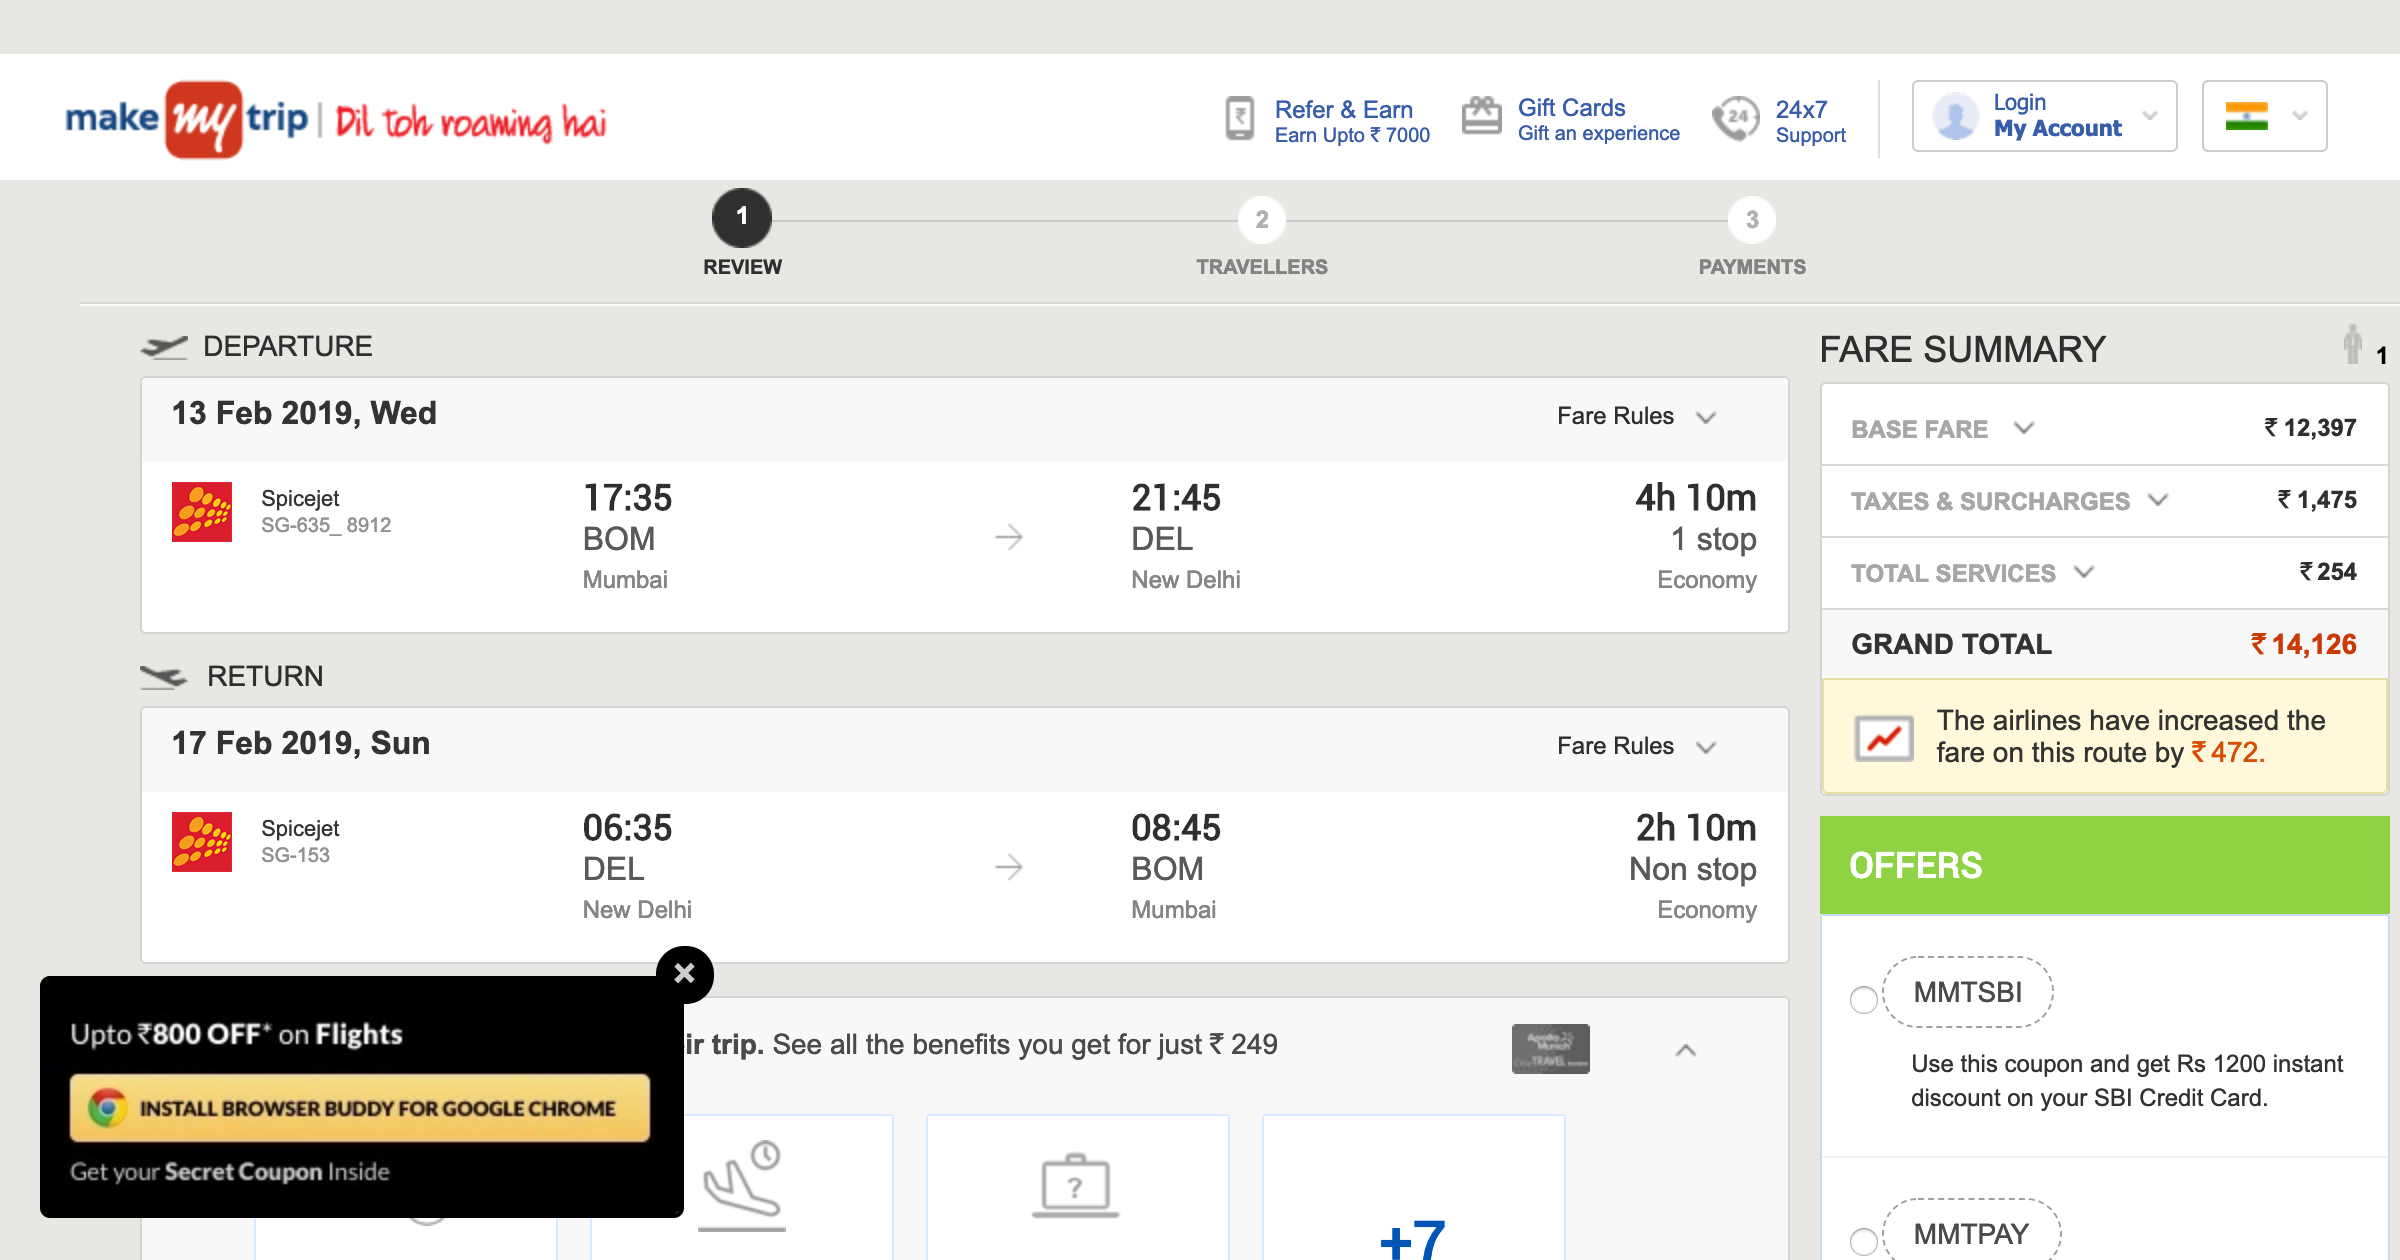 make my trip | Dil toh roaming hai
Refer & Earn
Earn Upto ₹ 7000
Gift Cards
Gift an experience
24
24x7
Support
Login
My Account
1
REVIEW
2
TRAVELLERS
3
PAYMENTS
DEPARTURE
13 Feb 2019, Wed
Fare Rules
Spicejet
SG-635_ 8912
17:35
BOM
Mumbai
21:45
DEL
New Delhi
4h 10m
1 stop
Economy
RETURN
17 Feb 2019, Sun
Fare Rules
Spicejet
SG-153
06:35
DEL
New Delhi
08:45
BOM
Mumbai
2h 10m
Non stop
Economy
ir trip. See all the benefits you get for just ₹ 249
Apollo
Munich
TRAVEL
+7
Upto ₹800 OFF* on Flights
INSTALL BROWSER BUDDY FOR GOOGLE CHROME
Get your Secret Coupon Inside
FARE SUMMARY
1
BASE FARE ₹ 12,397
TAXES & SURCHARGES ₹ 1,475
TOTAL SERVICES ₹ 254
GRAND TOTAL ₹ 14,126
The airlines have increased the
fare on this route by ₹ 472.
OFFERS
MMTSBI
Use this coupon and get Rs 1200 instant
discount on your SBI Credit Card.
MMTPAY